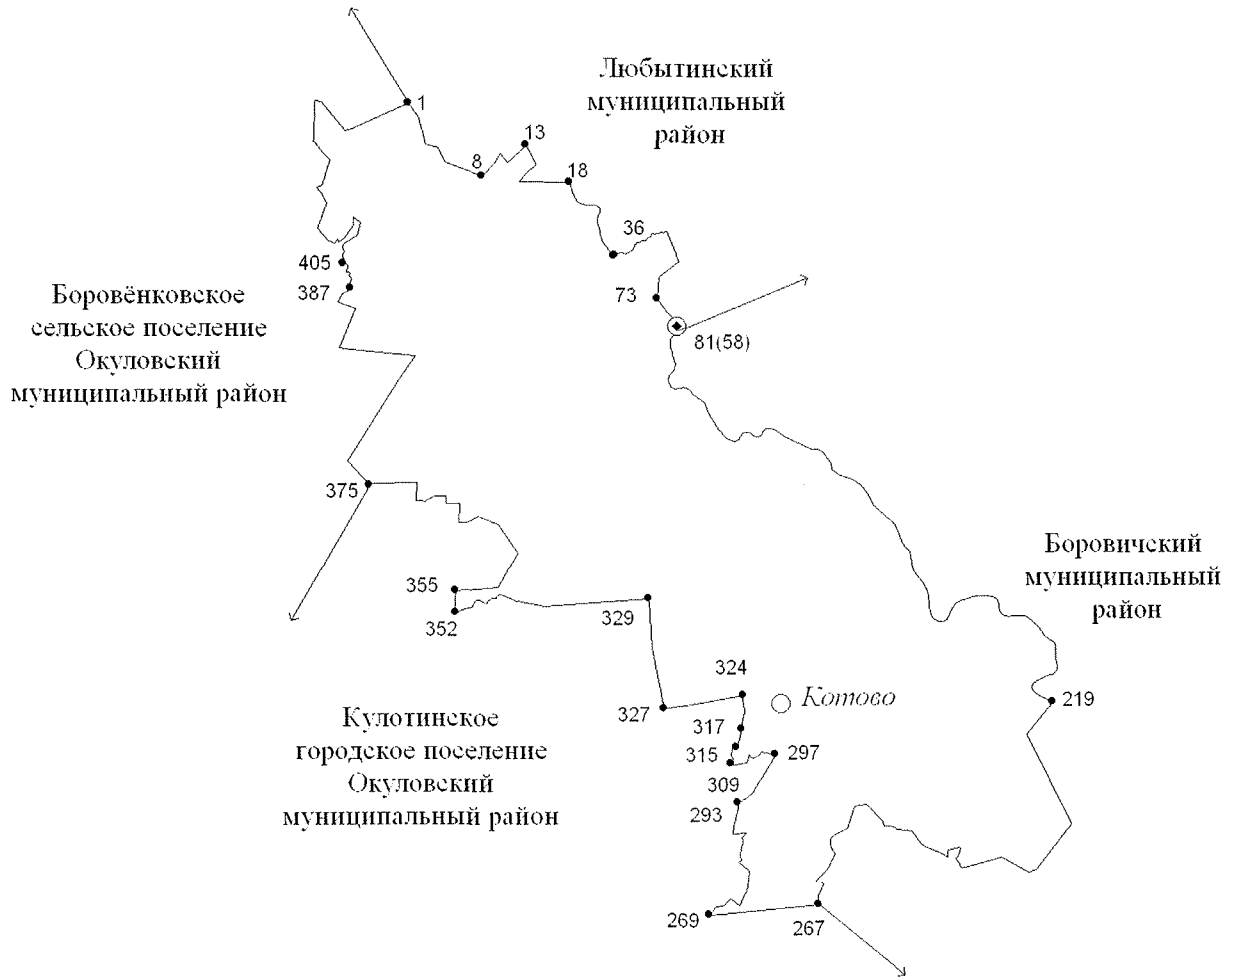 Любытинский
муниципальный
район
1
13
8
18
36
405
387
73
81(58)
Боровёнковское
сельское поселение
Окуловский
муниципальный район
375
Боровичский
муниципальный
район
355
352
329
324
327
Котово
219
317
315
297
309
293
Кулотинское
городское поселение
Окуловский
муниципальный район
269
267